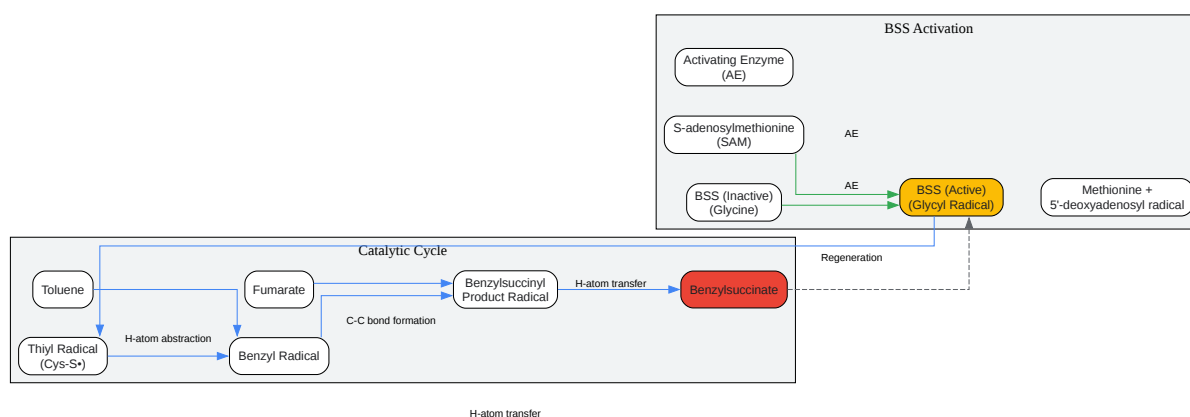 BSS Activation
Activating Enzyme
(AE)
S-adenosylmethionine
(SAM)
AE
AE
BSS (Inactive)
(Glycine)
BSS (Active)
(Glycyl Radical)
Methionine +
5'-deoxyadenosyl radical
Regeneration
Catalytic Cycle
Toluene
Fumarate
Benzylsuccinyl
Product Radical
H-atom transfer
Benzylsuccinate
C-C bond formation
Thiyl Radical
(Cys-S•)
H-atom abstraction
Benzyl Radical
H-atom transfer